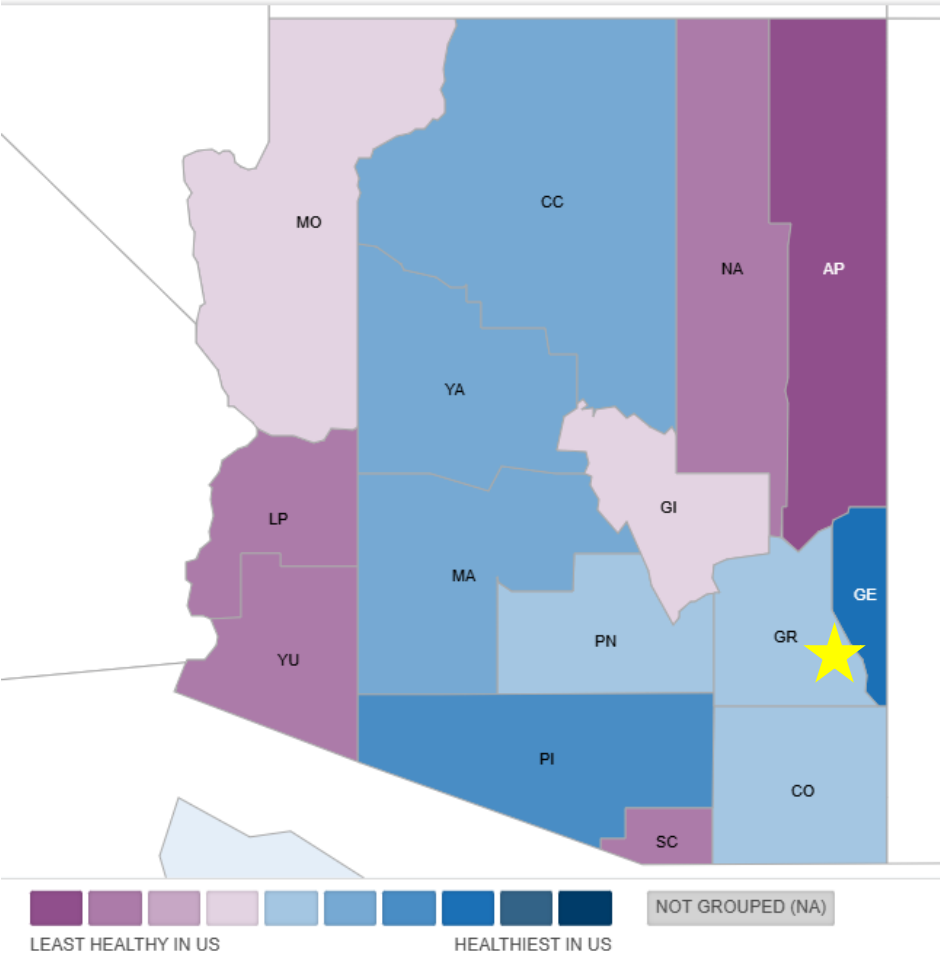 CC
MO
NA
AP
YA
GI
LP
MA
GE
GR
PN
YU
PI
CO
SC
NOT GROUPED (NA)
LEAST HEALTHY IN US
HEALTHIEST IN US